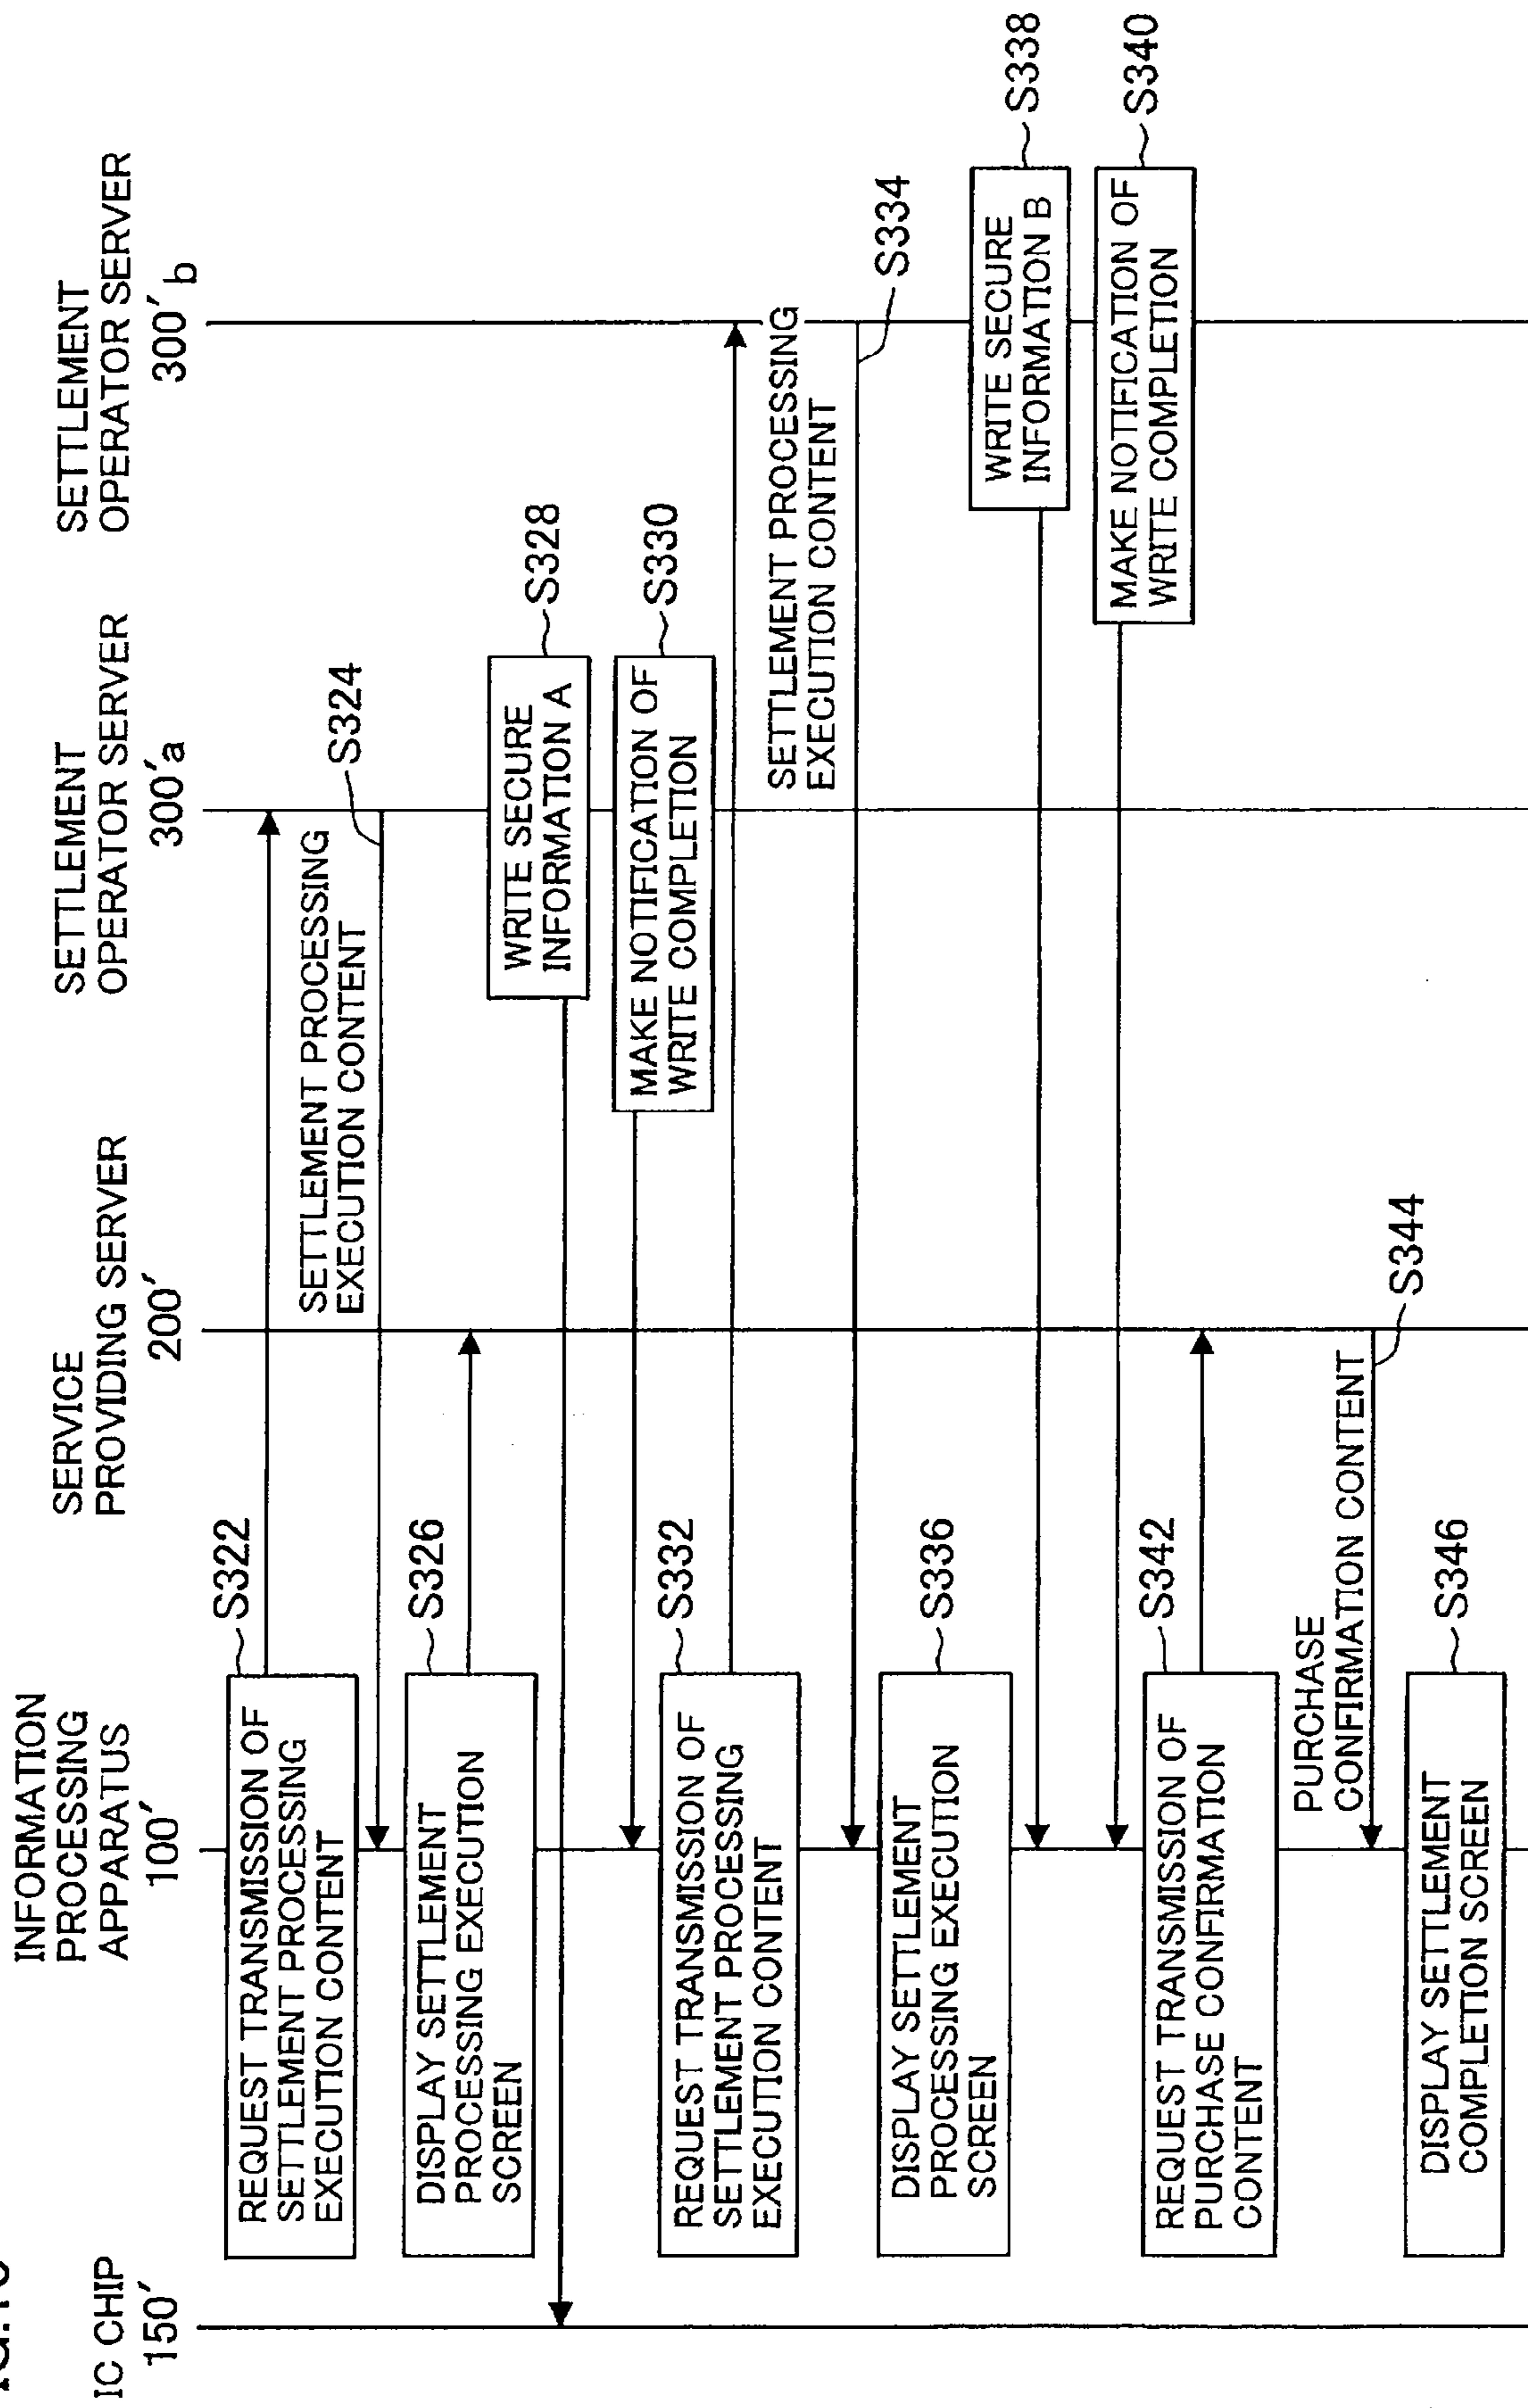 IC CHIP
150'
INFORMATION
PROCESSING
APPARATUS
100'
SERVICE
PROVIDING SERVER
200'
SETTLEMENT
OPERATOR SERVER
300'a
SETTLEMENT
OPERATOR SERVER
300'b
REQUEST TRANSMISSION OF
SETTLEMENT PROCESSING
EXECUTION CONTENT
S322
SETTLEMENT PROCESSING
EXECUTION CONTENT
S324
DISPLAY SETTLEMENT
PROCESSING EXECUTION
SCREEN
S326
WRITE SECURE
INFORMATION A
S328
MAKE NOTIFICATION OF
WRITE COMPLETION
S330
REQUEST TRANSMISSION OF
SETTLEMENT PROCESSING
EXECUTION CONTENT
S332
SETTLEMENT PROCESSING
EXECUTION CONTENT
S334
DISPLAY SETTLEMENT
PROCESSING EXECUTION
SCREEN
S336
WRITE SECURE
INFORMATION B
S338
MAKE NOTIFICATION OF
WRITE COMPLETION
S340
REQUEST TRANSMISSION OF
PURCHASE CONFIRMATION
CONTENT
S342
PURCHASE
CONFIRMATION CONTENT
S344
DISPLAY SETTLEMENT
COMPLETION SCREEN
S346